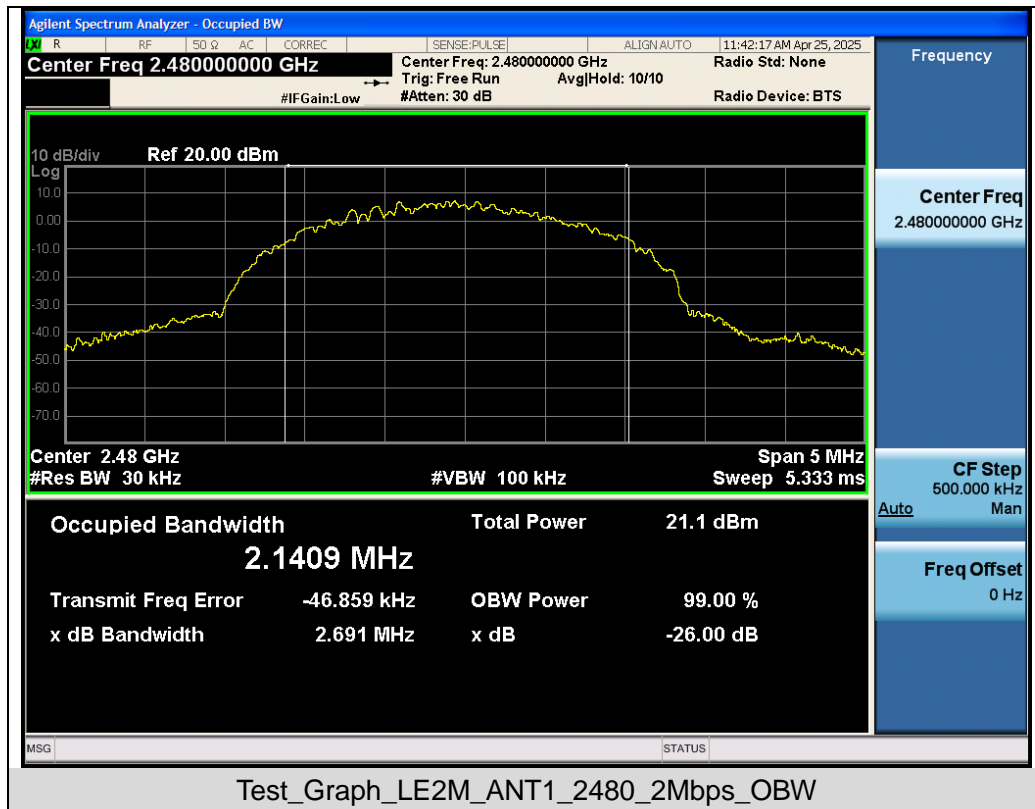 Agilent Spectrum Analyzer - Occupied BW
LXI R RF 50 Ω AC CORREC SENSE:PULSE ALIGN AUTO 11:42:17 AM Apr 25, 2025
Center Freq 2.480000000 GHz
Center Freq: 2.480000000 GHz
Radio Std: None
Trig: Free Run Avg|Hold: 10/10
#IFGain:Low
#Atten: 30 dB
Radio Device: BTS
10 dB/div Ref 20.00 dBm
Log
10.0
0.00
-10.0
-20.0
-30.0
-40.0
-50.0
-60.0
-70.0
Center 2.48 GHz Span 5 MHz
#Res BW 30 kHz #VBW 100 kHz Sweep 5.333 ms
Occupied Bandwidth Total Power 21.1 dBm
2.1409 MHz
Transmit Freq Error -46.859 kHz OBW Power 99.00 %
x dB Bandwidth 2.691 MHz x dB -26.00 dB
Frequency
Center Freq
2.480000000 GHz
CF Step
500.000 kHz
Auto Man
Freq Offset
0 Hz
MSG STATUS
Test_Graph_LE2M_ANT1_2480_2Mbps_OBW